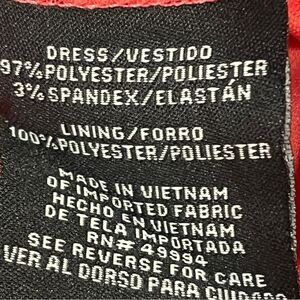 DRESS/VESTIDO
97%POLYESTER/POLIESTER
3%SPANDEX/ELASTÁN
LINING/FORRO
100%POLYESTER/POLIESTER
MADE IN VIETNAM
OF IMPORTED FABRIC
HECHO EN VIETNAM
DE TELA IMPORTADA
RN# 49994
SEE REVERSE FOR CARE
VER AL DORSO PARA CUIDADO